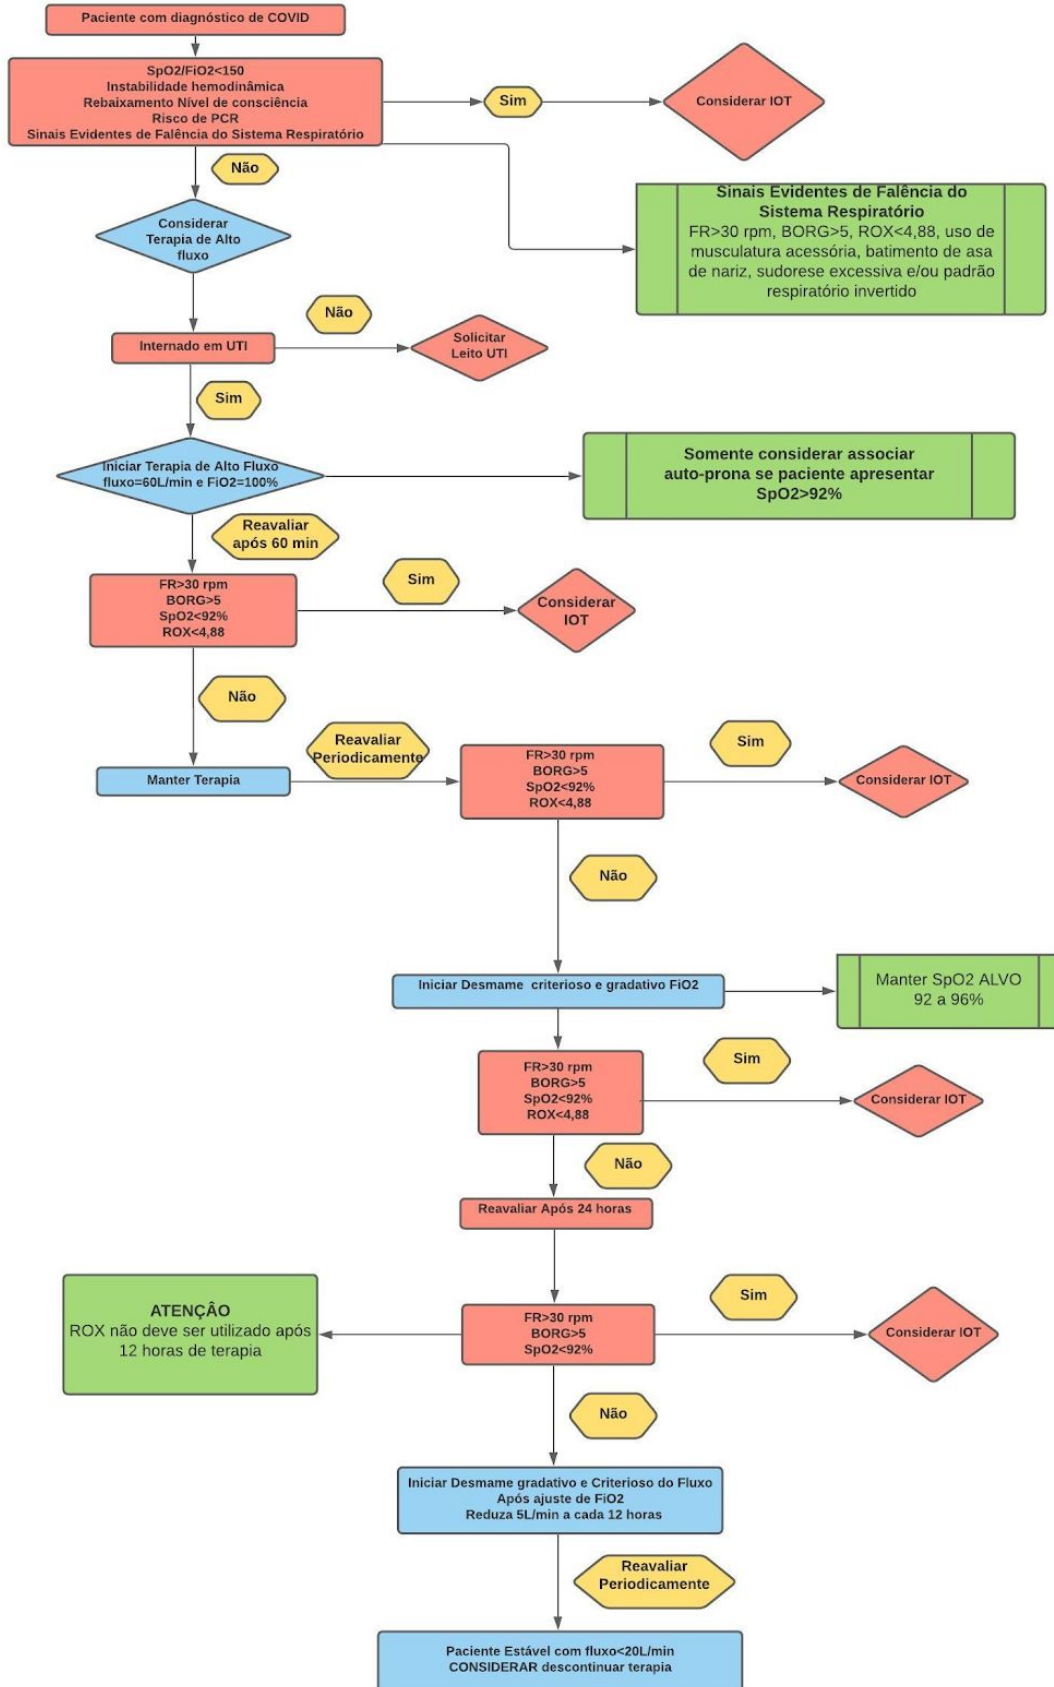 Paciente com diagnóstico de COVID
SpO2/FiO2<150
Instabilidade hemodinâmica
Rebaixamento Nível de consciência
Risco de PCR
Sinais Evidentes de Falência do Sistema Respiratório
Sim
Considerar IOT
Não
Sinais Evidentes de Falência do
Sistema Respiratório
FR>30 rpm, BORG>5, ROX<4,88, uso de
musculatura acessória, batimento de asa
de nariz, sudorese excessiva e/ou padrão
respiratório invertido
Considerar
Terapia de Alto
fluxo
Não
Internado em UTI
Solicitar
Leito UTI
Sim
Iniciar Terapia de Alto Fluxo
fluxo=60L/min e FiO2=100%
Somente considerar associar
auto-prona se paciente apresentar
SpO2>92%
Reavaliar
após 60 min
FR>30 rpm
BORG>5
SpO2<92%
ROX<4,88
Sim
Considerar
IOT
Não
Manter Terapia
Reavaliar
Periodicamente
FR>30 rpm
BORG>5
SpO2<92%
ROX<4,88
Sim
Considerar IOT
Não
Iniciar Desmame  criterioso e gradativo FiO2
Manter SpO2 ALVO
92 a 96%
FR>30 rpm
BORG>5
SpO2<92%
ROX<4,88
Sim
Considerar IOT
Não
Reavaliar Após 24 horas
ATENÇÂO
ROX não deve ser utilizado após
12 horas de terapia
FR>30 rpm
BORG>5
SpO2<92%
Sim
Considerar IOT
Não
Iniciar Desmame gradativo e Criterioso do Fluxo
Após ajuste de FiO2
Reduza 5L/min a cada 12 horas
Reavaliar
Periodicamente
Paciente Estável com fluxo<20L/min
CONSIDERAR descontinuar terapia